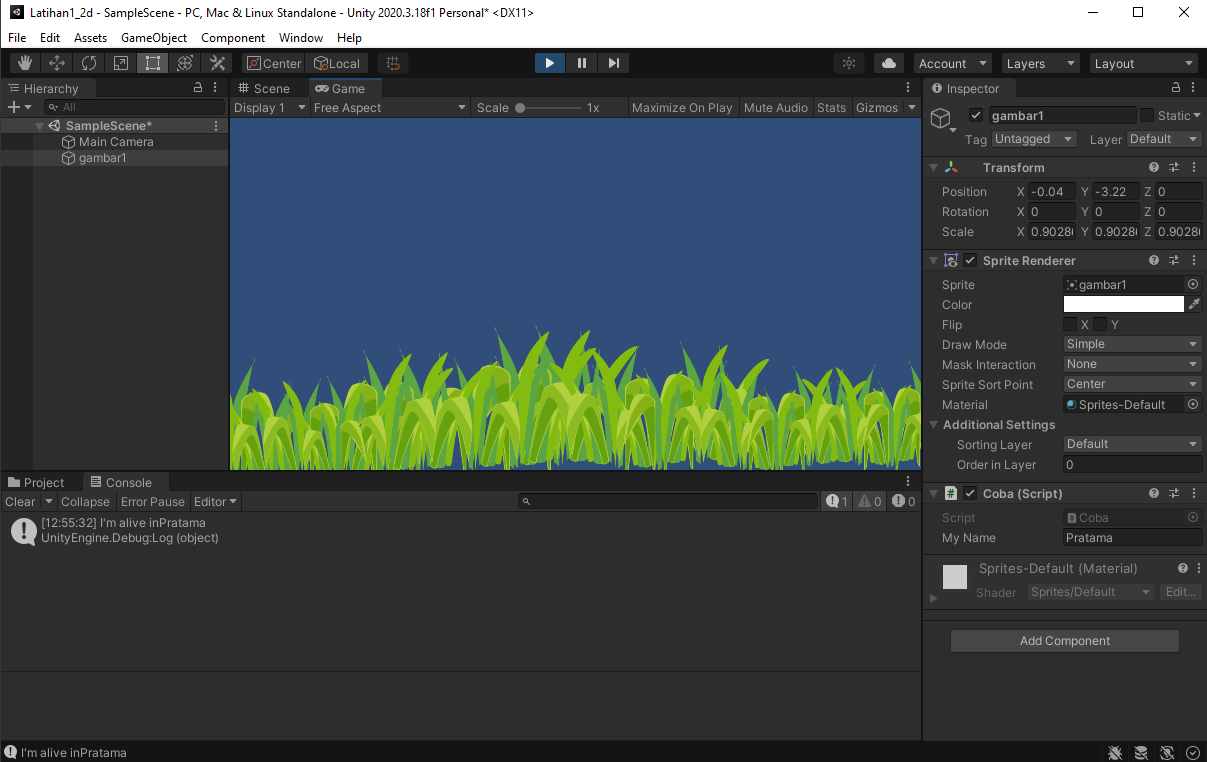 Latihan1_2d - SampleScene - PC, Mac & Linux Standalone - Unity 2020.3.18f1 Personal* <DX11>
File Edit Assets GameObject Component Window Help
Center Local Account Layers Layout
Hierarchy
All
SampleScene*
Main Camera
gambar1
Scene Game
Display 1 Free Aspect Scale 1x Maximize On Play Mute Audio Stats Gizmos
Inspector
gambar1 Static
Tag Untagged Layer Default
Transform
Position X -0.04 Y -3.22 Z 0
Rotation X 0 Y 0 Z 0
Scale X 0.9028 Y 0.9028 Z 0.9028
Sprite Renderer
Sprite gambar1
Color
Flip X Y
Draw Mode Simple
Mask Interaction None
Sprite Sort Point Center
Material Sprites-Default
Additional Settings
Sorting Layer Default
Order in Layer 0
# Coba (Script)
Script Coba
My Name Pratama
Sprites-Default (Material)
Shader Sprites/Default Edit...
Add Component
Project Console
Clear Collapse Error Pause Editor 1 0 0
[12:55:32] I'm alive inPratama
UnityEngine.Debug:Log (object)
I'm alive inPratama